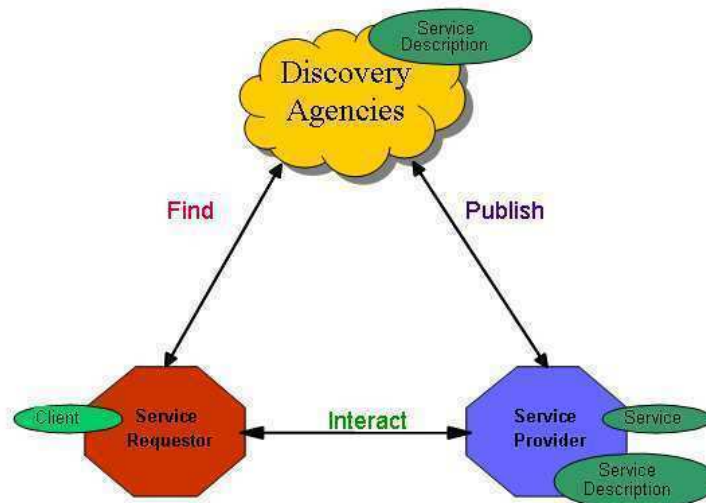 Service
Description
Discovery
Agencies
Find
Publish
Client
Service
Requestor
Interact
Service
Provider
Service
Service
Description